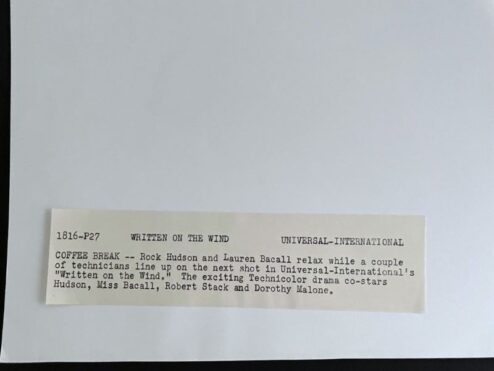 1816-P27 WRITTEN ON THE WIND UNIVERSAL-INTERNATIONAL
COFFEE BREAK -- Rock Hudson and Lauren Bacall relax while a couple
of technicians line up on the next shot in Universal-International's
"Written on the Wind." The exciting Technicolor drama co-stars
Hudson, Miss Bacall, Robert Stack and Dorothy Malone.